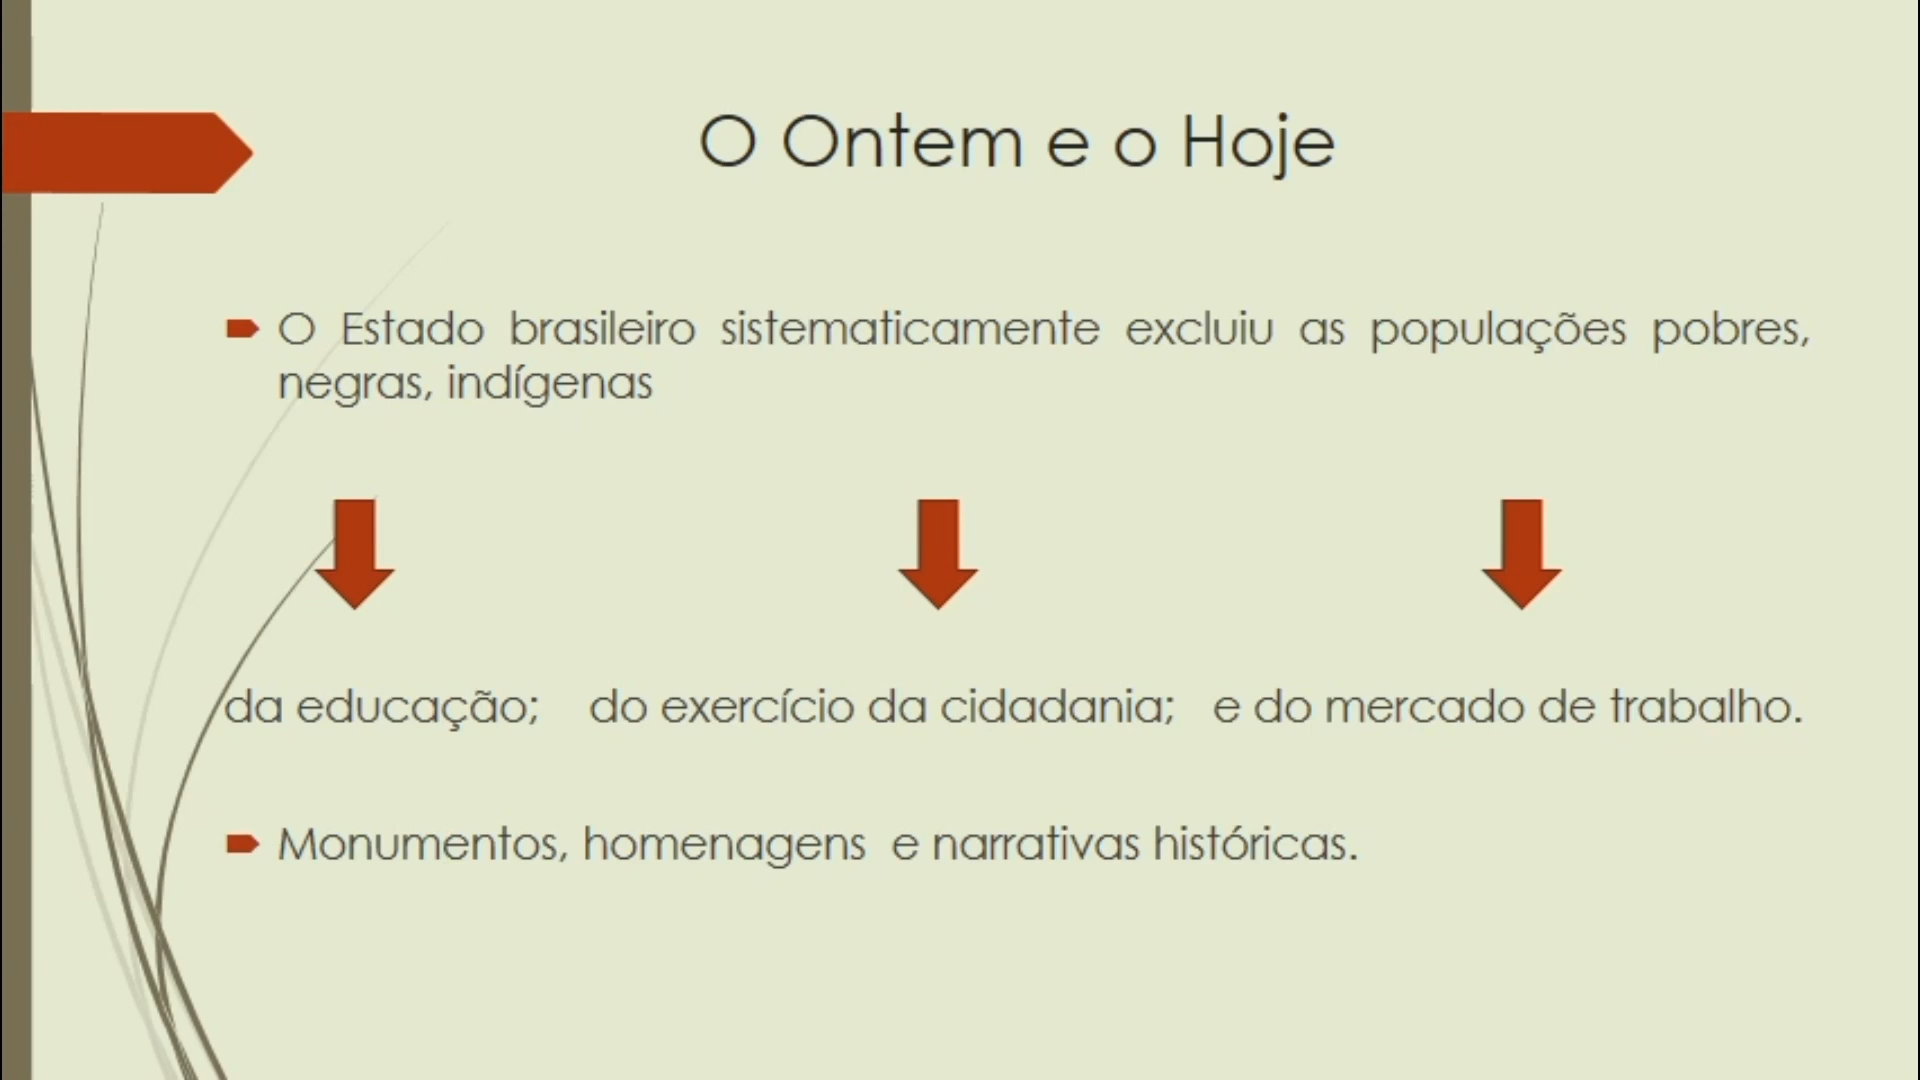 O Ontem e o Hoje
O Estado brasileiro sistematicamente excluiu as populações pobres,
negras, indígenas
da educação; do exercício da cidadania; e do mercado de trabalho.
Monumentos, homenagens e narrativas históricas.